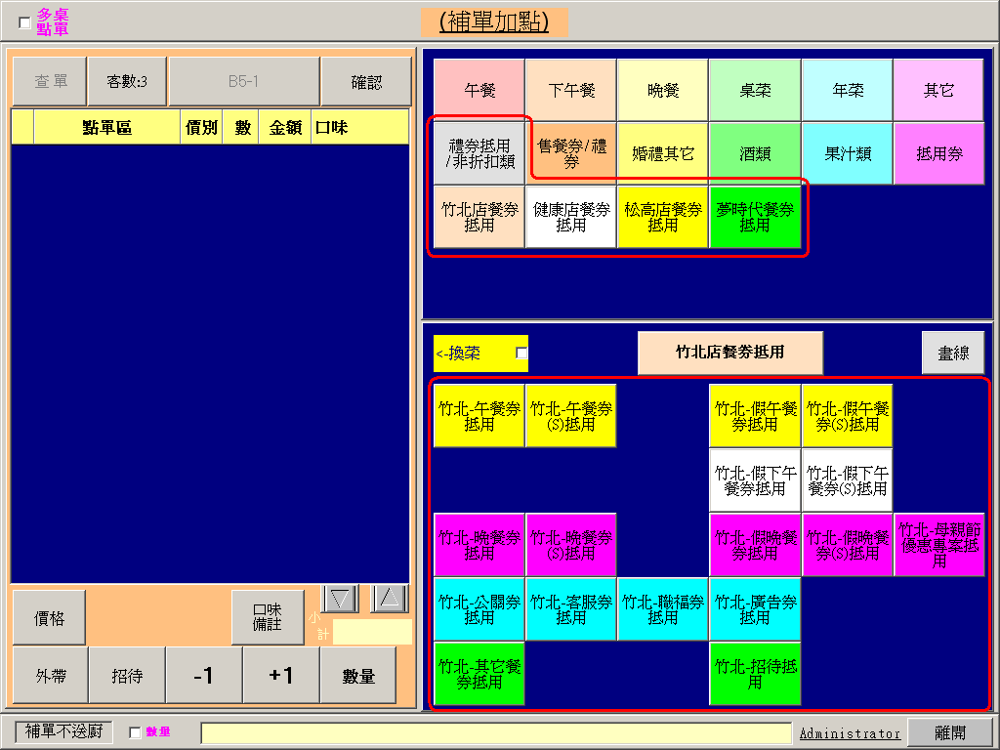 多桌
點單
(補單加點)
查單
客數:3
B5-1
確認
點單區
價別
數
金額
口味
午餐
下午餐
晚餐
桌菜
年菜
其它
禮券抵用
/非折扣類
售餐券/禮
券
婚禮其它
酒類
果汁類
抵用券
竹北店餐券
抵用
健康店餐券
抵用
松高店餐券
抵用
夢時代餐券
抵用
<-換菜
竹北店餐券抵用
畫線
竹北-午餐券
抵用
竹北-午餐券
(S)抵用
竹北-假午餐
券抵用
竹北-假午餐
券(S)抵用
竹北-假下午
餐券抵用
竹北-假下午
餐券(S)抵用
竹北-晚餐券
抵用
竹北-晚餐券
(S)抵用
竹北-假晚餐
券抵用
竹北-假晚餐
券(S)抵用
竹北-母親節
優惠專案抵
用
竹北-公關券
抵用
竹北-客服券
抵用
竹北-職福券
抵用
竹北-廣告券
抵用
竹北-其它餐
券抵用
竹北-招待抵
用
價格
口味
備註
小
計
外帶
招待
-1
+1
數量
補單不送廚
數量
Administrator
離開